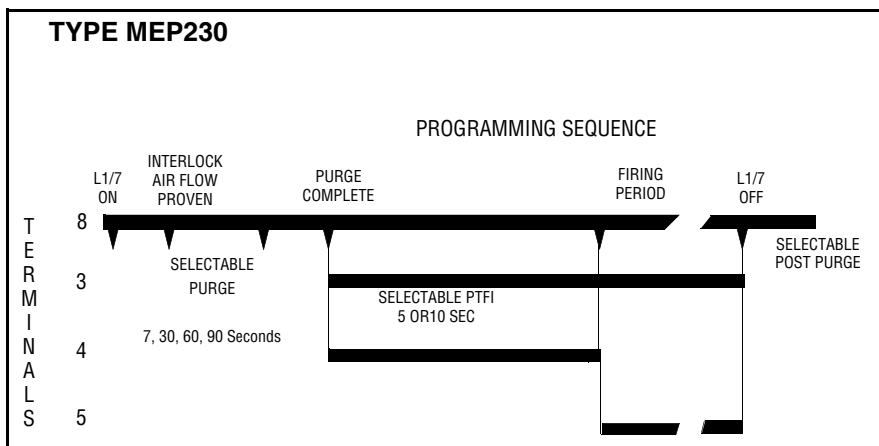 TYPE MEP230
PROGRAMMING SEQUENCE
L1/7
ON
INTERLOCK
AIR FLOW
PROVEN
PURGE
COMPLETE
FIRING
PERIOD
L1/7
OFF
TERMINALS
8
SELECTABLE
PURGE
SELECTABLE
POST PURGE
3
SELECTABLE PTFI
5 OR10 SEC
7, 30, 60, 90 Seconds
4
5